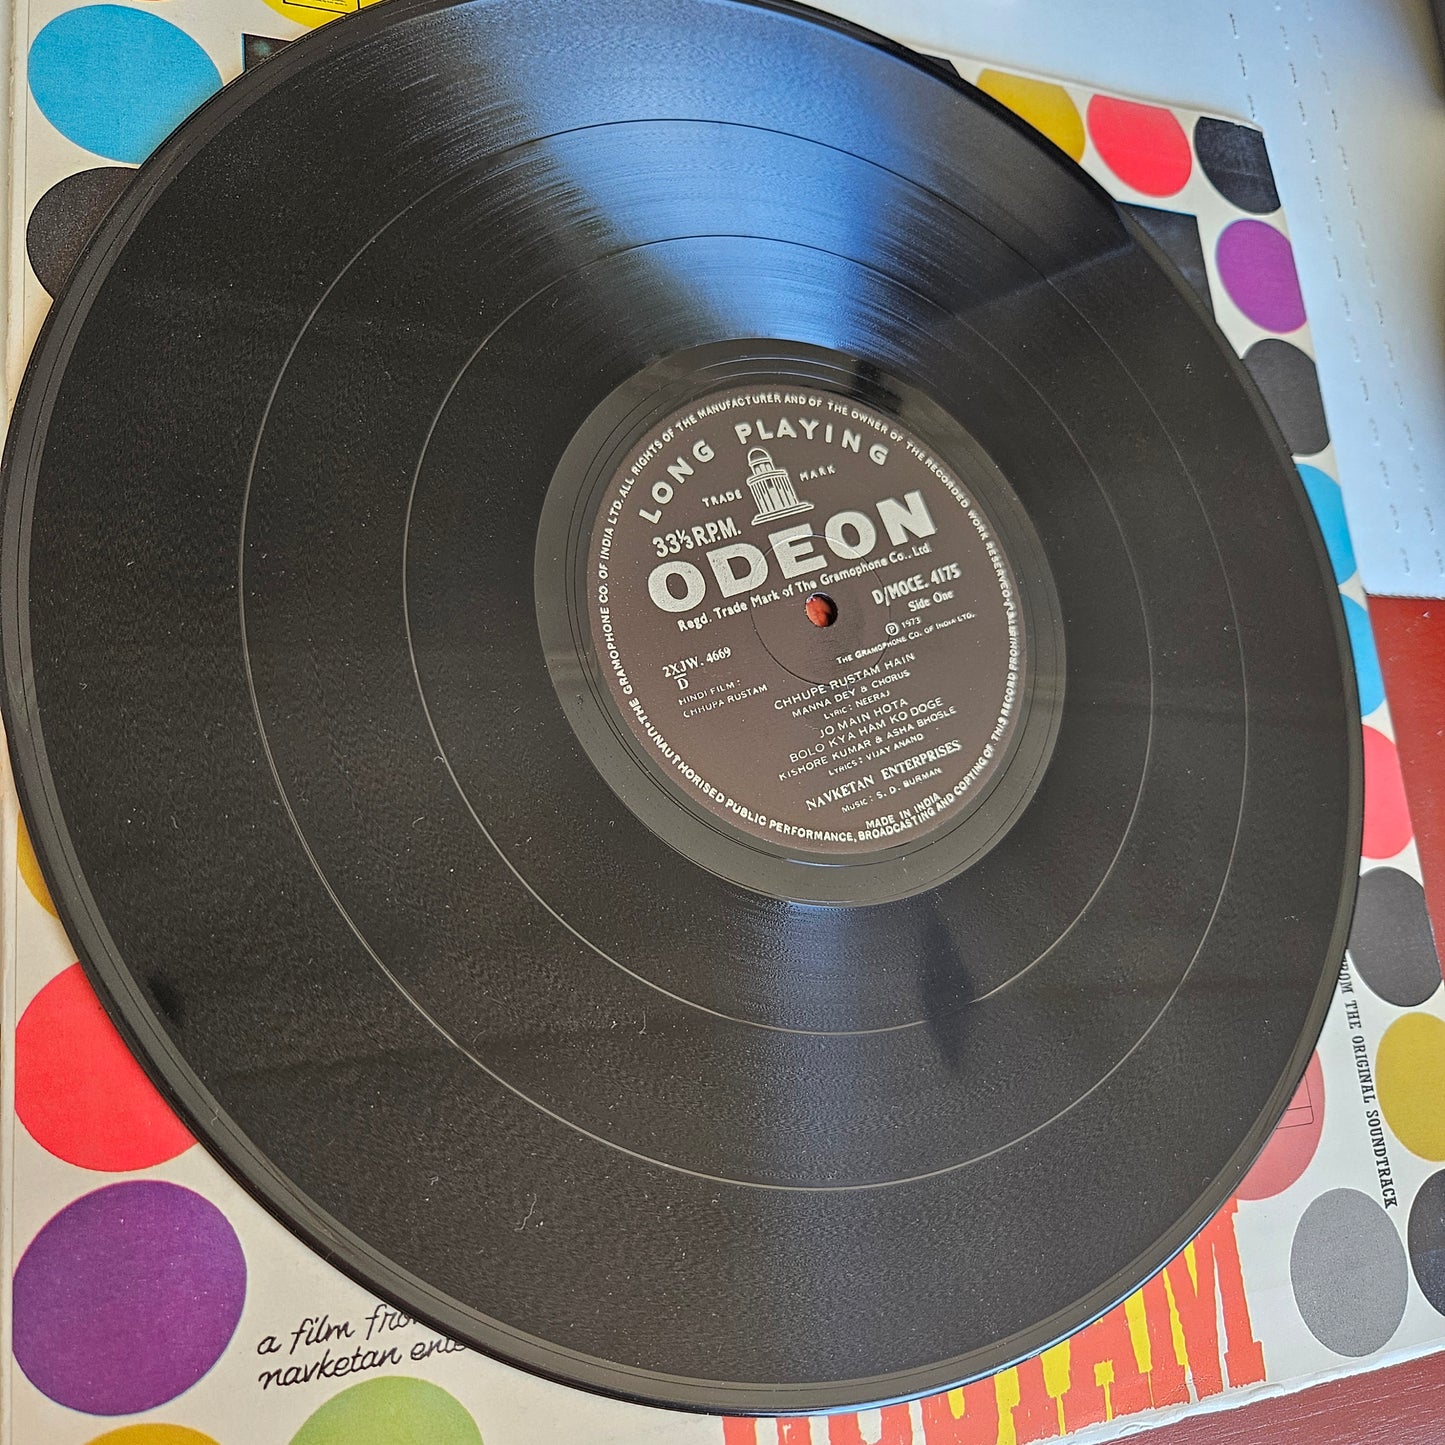 LONG PLAYING
TRADE MARK
33⅓ R.P.M.
ODEON
Regd. Trade Mark of The Gramophone Co., Ltd.
D/MOCE. 4175
Side One
2XJW. 4669
D
Ⓟ 1973
THE GRAMOPHONE CO. OF INDIA LTD.
HINDI FILM:
CHHUPA RUSTAM
CHHUPE RUSTAM HAIN
MANNA DEY & CHORUS
LYRIC: NEERAJ
JO MAIN HOTA
BOLO KYA HAM KO DOGE
KISHORE KUMAR & ASHA BHOSLE
LYRICS: VIJAY ANAND
NAVKETAN ENTERPRISES
MUSIC: S. D. BURMAN
MADE IN INDIA
THE GRAMOPHONE CO. OF INDIA LTD. ALL RIGHTS OF THE MANUFACTURER AND OF THE OWNER OF THE RECORDED WORK RESERVED. UNAUTHORISED PUBLIC PERFORMANCE, BROADCASTING AND COPYING OF THIS RECORD PROHIBITED
FROM THE ORIGINAL SOUNDTRACK
a film
navketan